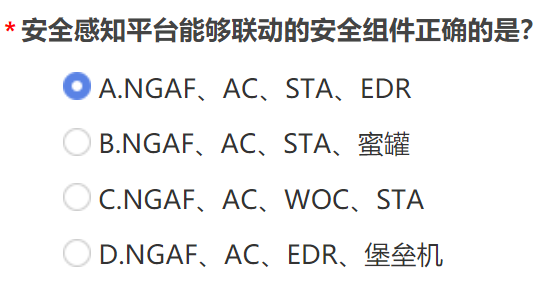 * 安全感知平台能够联动的安全组件正确的是?
A.NGAF、AC、STA、EDR
B.NGAF、AC、STA、蜜罐
C.NGAF、AC、WOC、STA
D.NGAF、AC、EDR、堡垒机